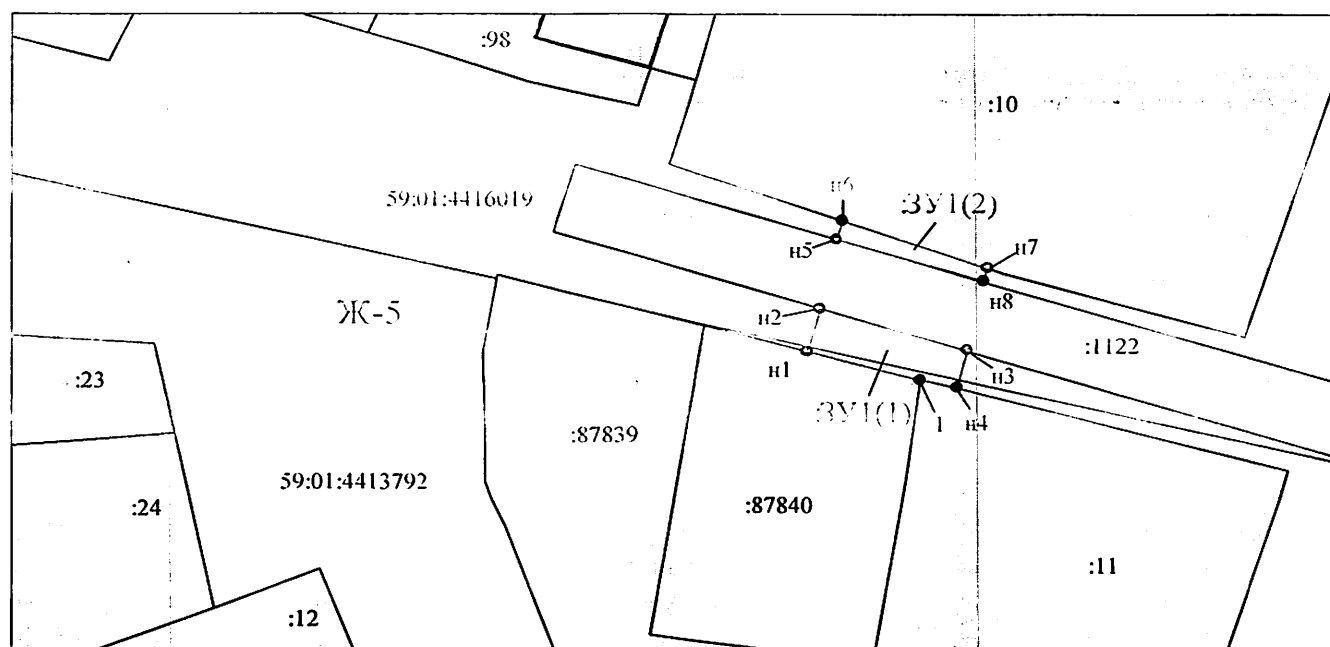 :98
:10
59:01:4416019
н6
:ЗУ1(2)
н5
н7
н8
Ж-5
н2
:1122
н3
н1
:23
1
н4
:ЗУ1(1)
:87839
59:01:4413792
:24
:87840
:11
:12